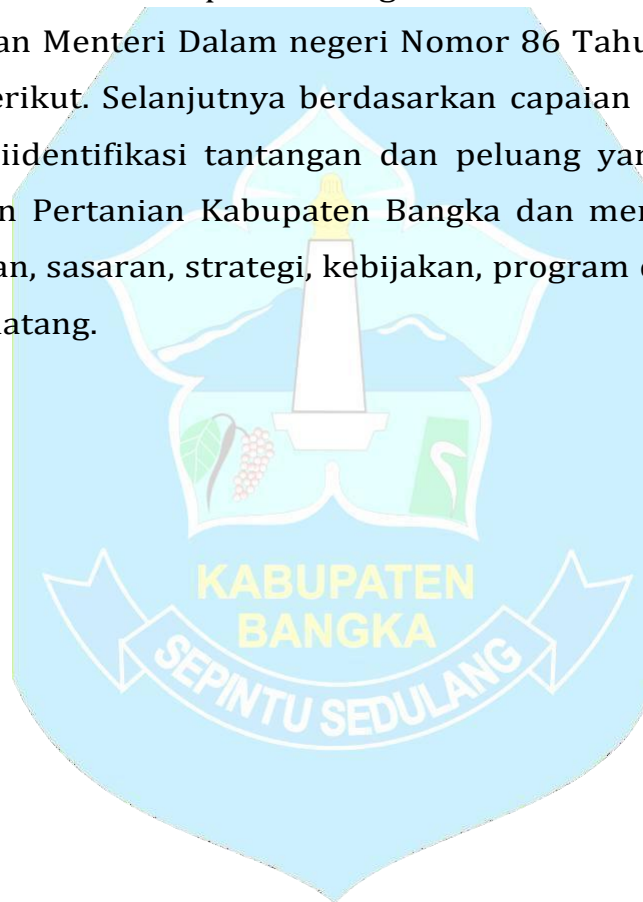 an Menteri Dalam negeri Nomor 86 Tahu
erikut. Selanjutnya berdasarkan capaian
iidentifikasi tantangan dan peluang yan
n Pertanian Kabupaten Bangka dan mer
an, sasaran, strategi, kebijakan, program
latang.
KABUPATEN
BANGKA
SEPINTU SEDULANG